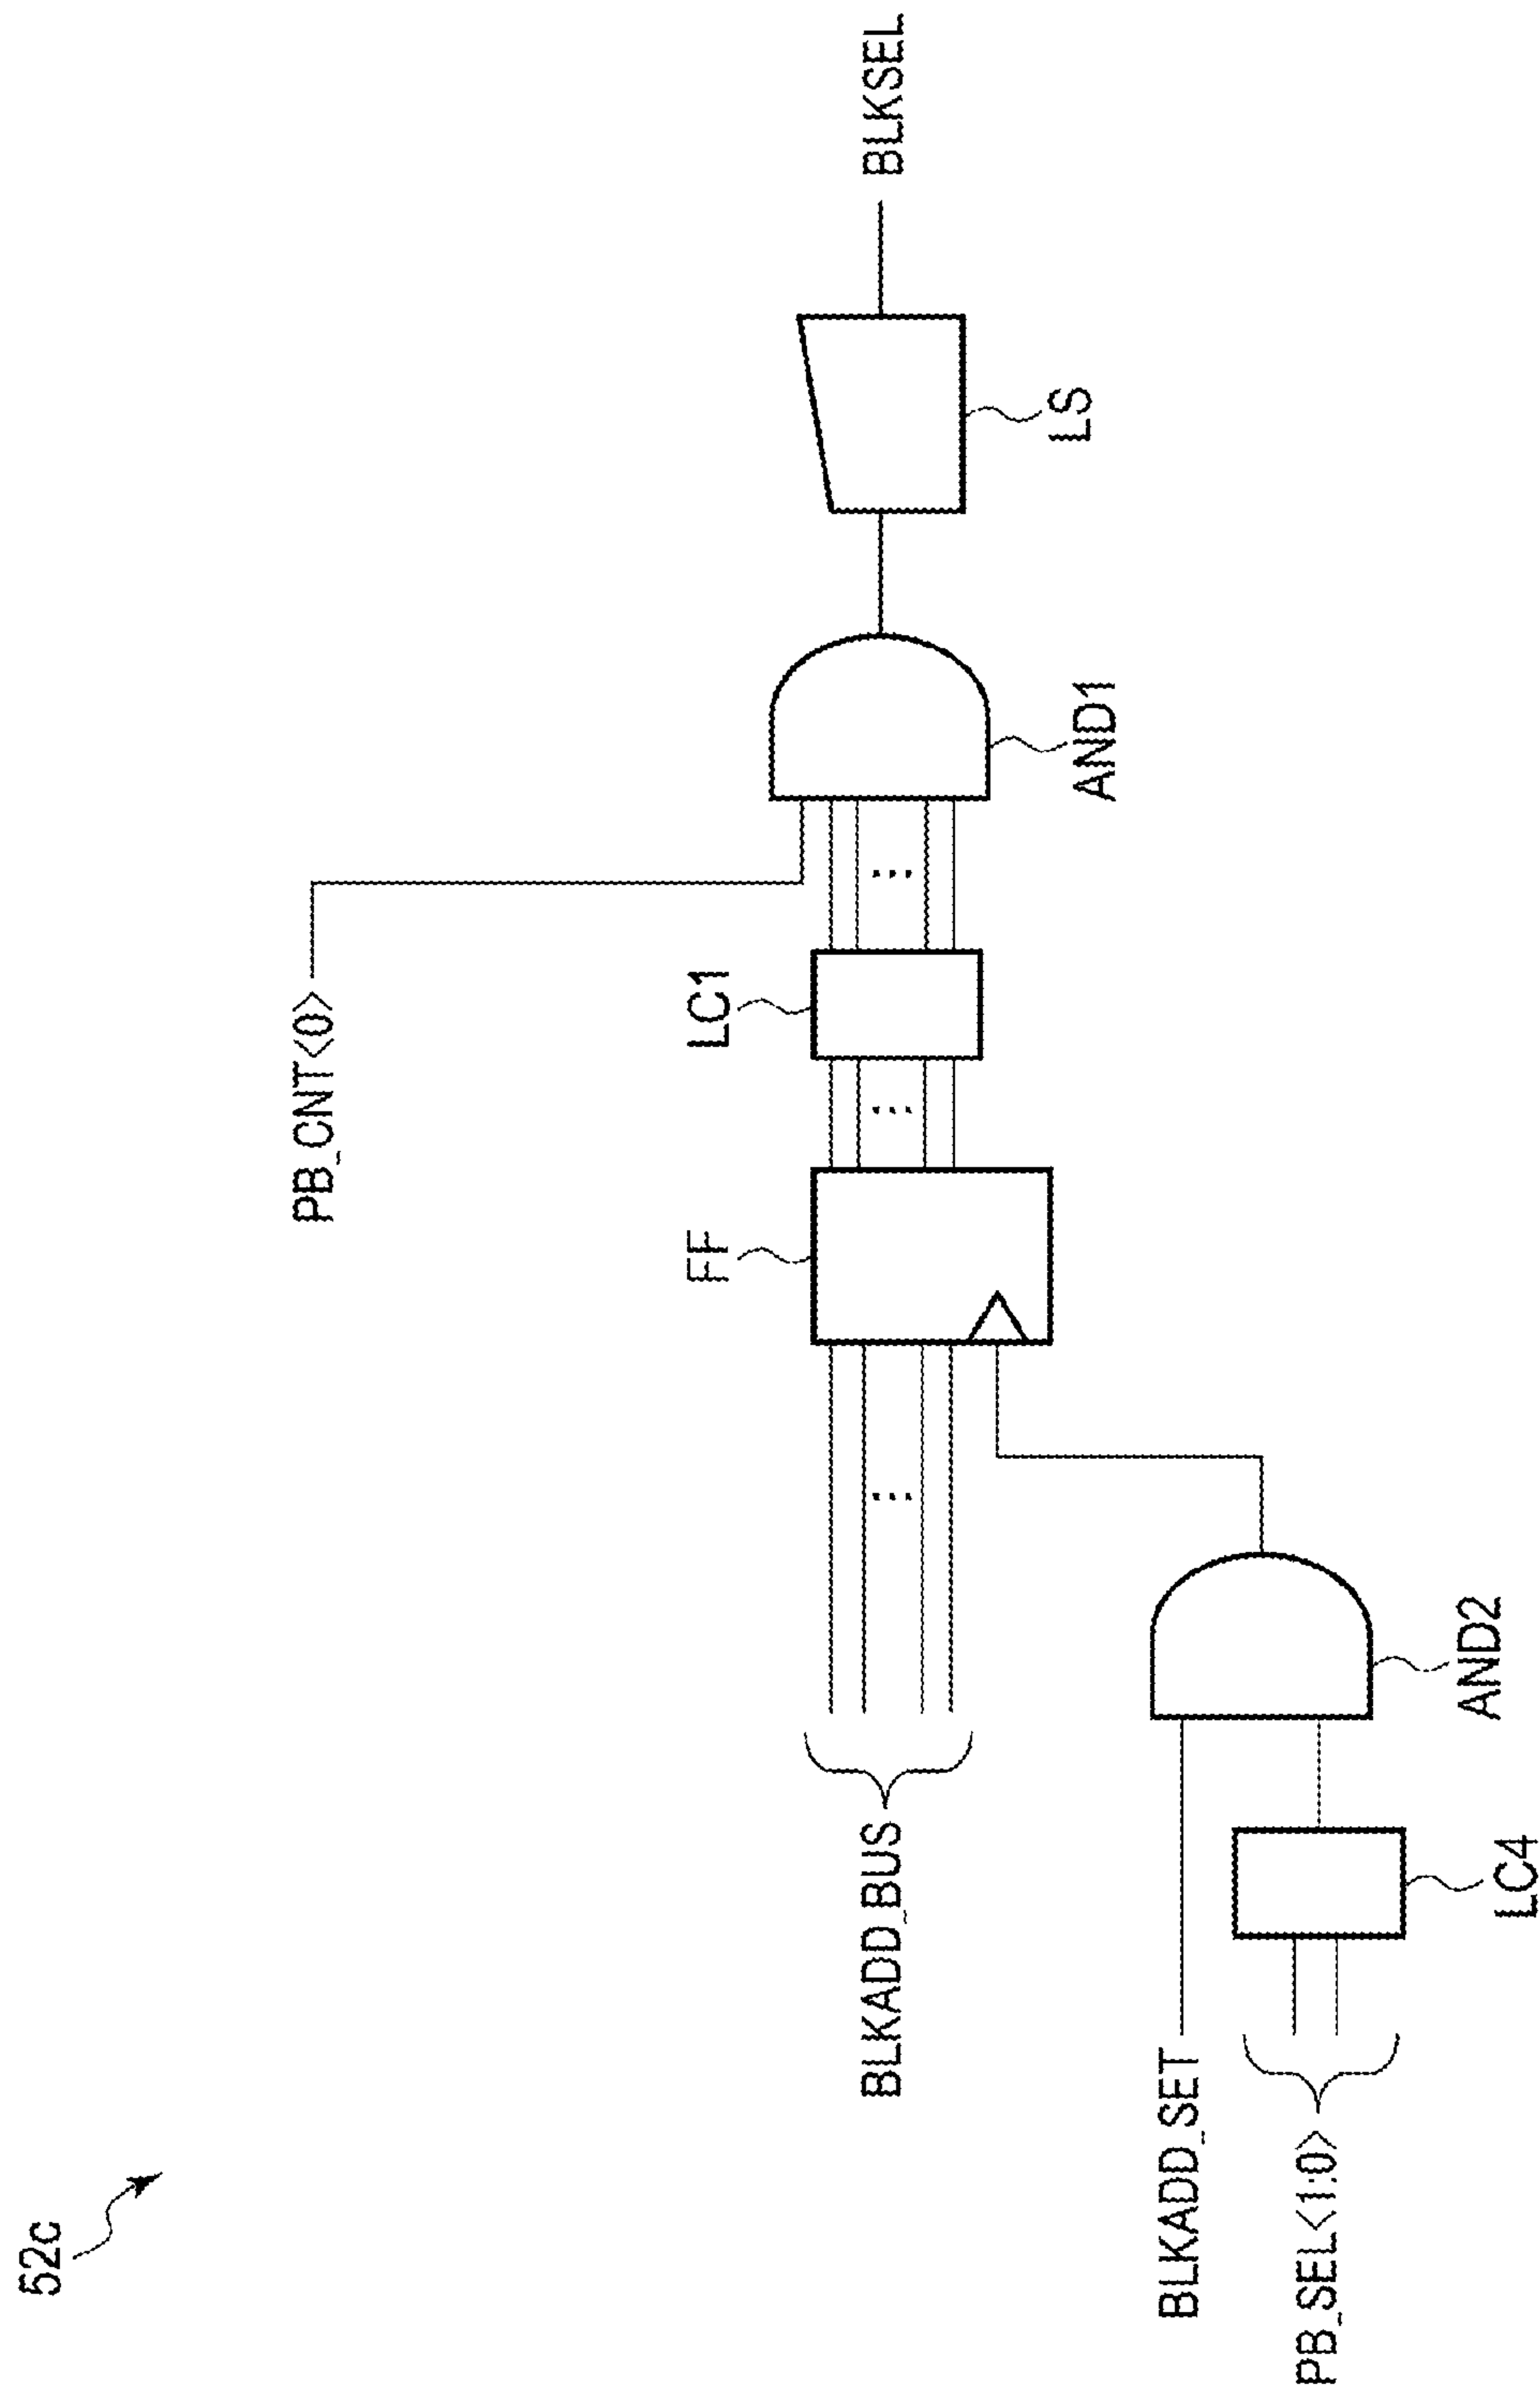 52c
PB_CNT<0>
FF
LC1
BLKADD_BUS
BLKSEL
LS
AND1
BLKADD_SET
PB_SEL<1:0>
AND2
LC4